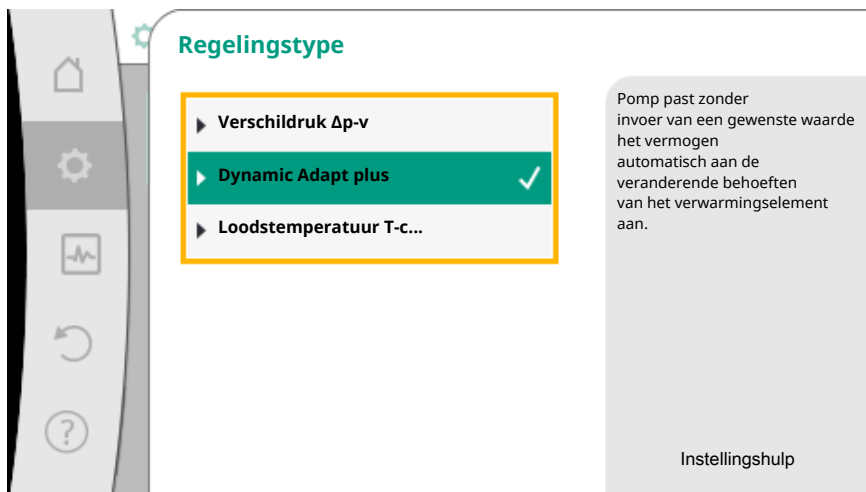 Regelingstype
Verschildruk Δp-v
Dynamic Adapt plus
Loodstemperatuur T-c...
Pomp past zonder
invoer van een gewenste waarde
het vermogen
automatisch aan de
veranderende behoeften
van het verwarmingselement
aan.
Instellingshulp
?